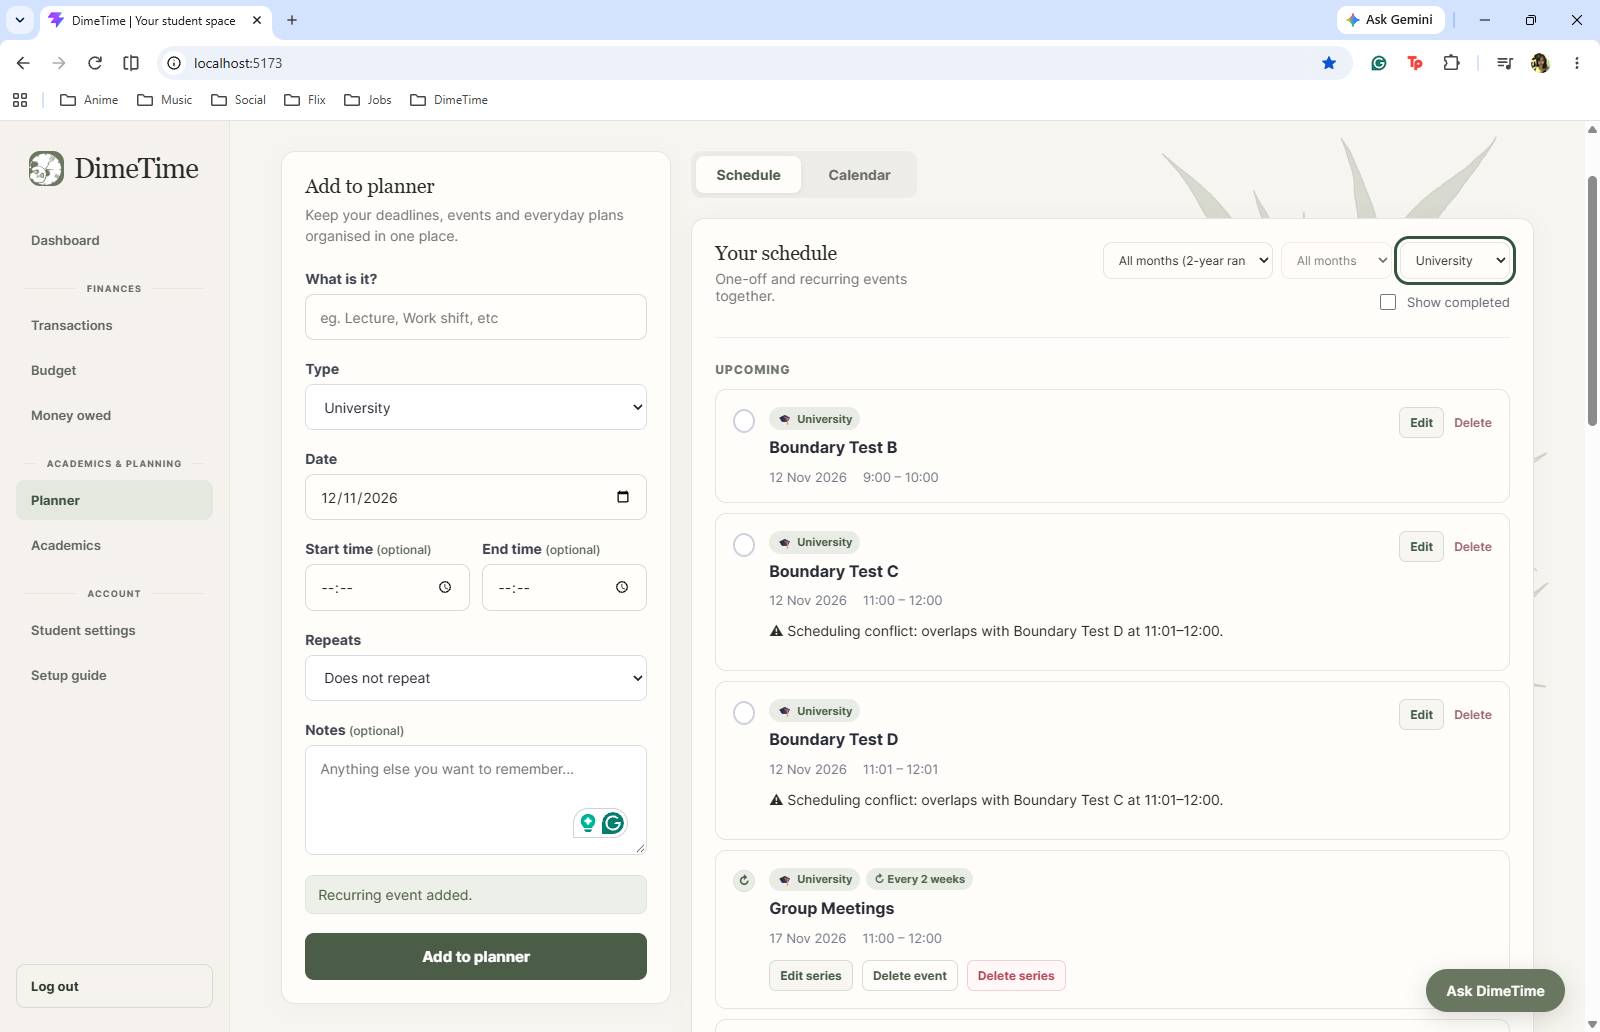 DimeTime | Your student space
Ask Gemini
localhost:5173
Anime
Music
Social
Flix
Jobs
DimeTime
DimeTime
Dashboard
FINANCES
Transactions
Budget
Money owed
ACADEMICS & PLANNING
Planner
Academics
ACCOUNT
Student settings
Setup guide
Log out
Add to planner
Keep your deadlines, events and everyday plans
organised in one place.
What is it?
eg. Lecture, Work shift, etc
Type
University
Date
12/11/2026
Start time (optional)
End time (optional)
--:--
--:--
Repeats
Does not repeat
Notes (optional)
Anything else you want to remember...
Recurring event added.
Add to planner
Schedule
Calendar
Your schedule
One-off and recurring events
together.
All months (2-year ran
All months
University
Show completed
UPCOMING
University
Edit
Delete
Boundary Test B
12 Nov 2026 9:00 – 10:00
University
Edit
Delete
Boundary Test C
12 Nov 2026 11:00 – 12:00
⚠ Scheduling conflict: overlaps with Boundary Test D at 11:01–12:00.
University
Edit
Delete
Boundary Test D
12 Nov 2026 11:01 – 12:01
⚠ Scheduling conflict: overlaps with Boundary Test C at 11:01–12:00.
University
↻ Every 2 weeks
Group Meetings
17 Nov 2026 11:00 – 12:00
Edit series
Delete event
Delete series
Ask DimeTime